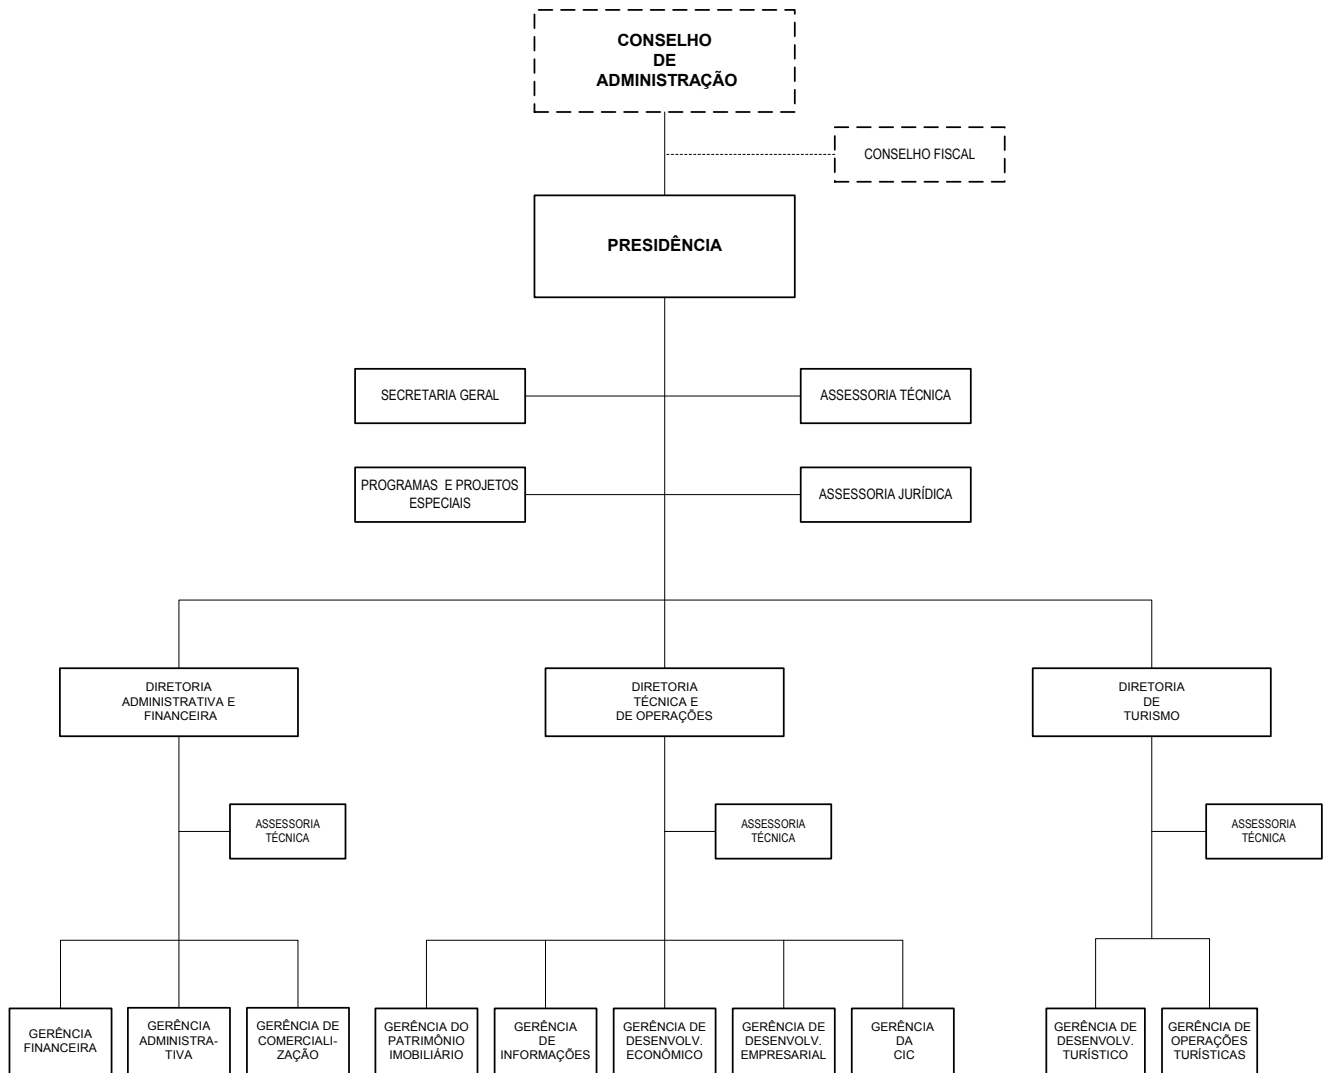 CONSELHO
DE
ADMINISTRAÇÃO
CONSELHO FISCAL
PRESIDÊNCIA
SECRETARIA GERAL
ASSESSORIA TÉCNICA
PROGRAMAS E PROJETOS
ESPECIAIS
ASSESSORIA JURÍDICA
DIRETORIA
ADMINISTRATIVA E
FINANCEIRA
DIRETORIA
TÉCNICA E
DE OPERAÇÕES
DIRETORIA
DE
TURISMO
ASSESSORIA
TÉCNICA
ASSESSORIA
TÉCNICA
ASSESSORIA
TÉCNICA
GERÊNCIA
FINANCEIRA
GERÊNCIA
ADMINISTRA-
TIVA
GERÊNCIA DE
COMERCIALI-
ZAÇÃO
GERÊNCIA DO
PATRIMÔNIO
IMOBILIÁRIO
GERÊNCIA
DE
INFORMAÇÕES
GERÊNCIA DE
DESENVOLV.
ECONÔMICO
GERÊNCIA DE
DESENVOLV.
EMPRESARIAL
GERÊNCIA
DA
CIC
GERÊNCIA DE
DESENVOLV.
TURÍSTICO
GERÊNCIA DE
OPERAÇÕES
TURÍSTICAS